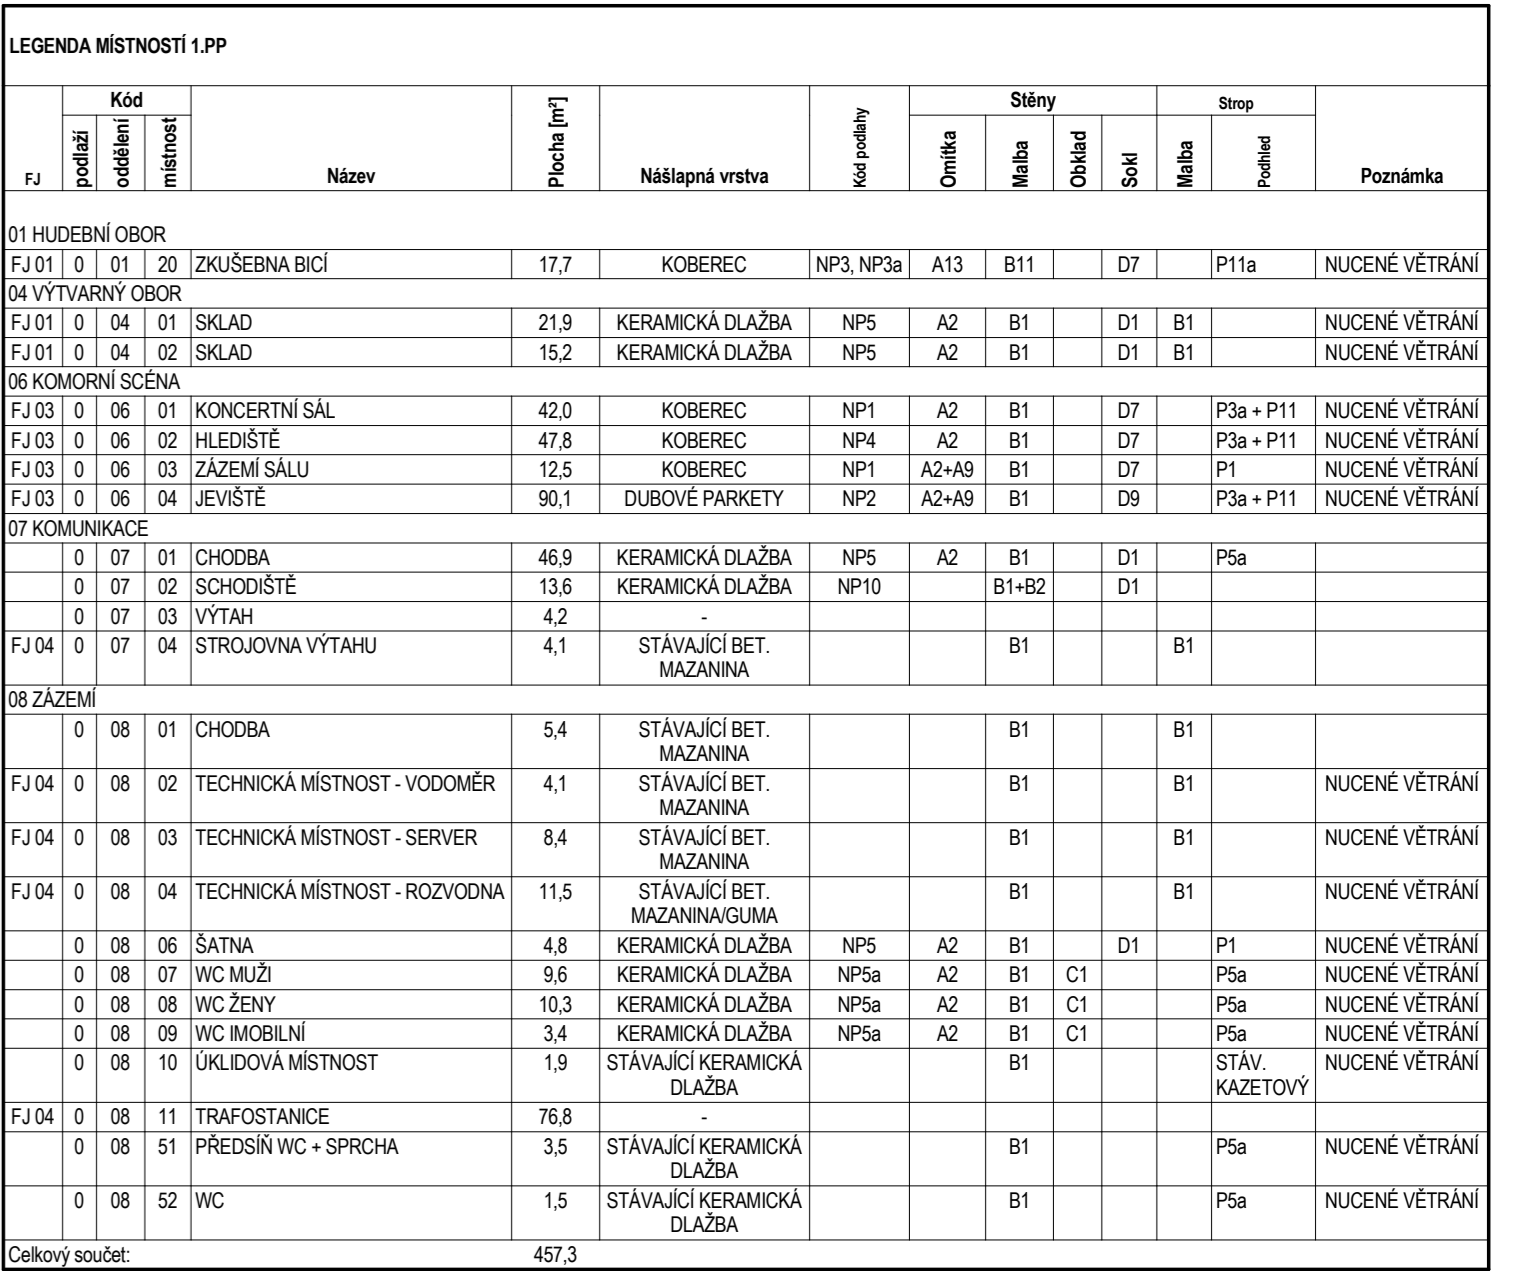 LEGENDA MÍSTNOSTÍ 1.PP
FJ podlaží oddělení místnost Kód Název Plocha [m²] Nášlapná vrstva Kód podlahy Stěny Omítka Malba Obklad Sokl Strop Malba Podhled Poznámka
01 HUDEBNÍ OBOR
FJ 01 0 01 20 ZKUŠEBNA BICÍ 17,7 KOBEREC NP3, NP3a A13 B11 D7 P11a NUCENÉ VĚTRÁNÍ
04 VÝTVARNÝ OBOR
FJ 01 0 04 01 SKLAD 21,9 KERAMICKÁ DLAŽBA NP5 A2 B1 D1 B1 NUCENÉ VĚTRÁNÍ
FJ 01 0 04 02 SKLAD 15,2 KERAMICKÁ DLAŽBA NP5 A2 B1 D1 B1 NUCENÉ VĚTRÁNÍ
06 KOMORNÍ SCÉNA
FJ 03 0 06 01 KONCERTNÍ SÁL 42,0 KOBEREC NP1 A2 B1 D7 P3a + P11 NUCENÉ VĚTRÁNÍ
FJ 03 0 06 02 HLEDIŠTĚ 47,8 KOBEREC NP4 A2 B1 D7 P3a + P11 NUCENÉ VĚTRÁNÍ
FJ 03 0 06 03 ZÁZEMÍ SÁLU 12,5 KOBEREC NP1 A2+A9 B1 D7 P1 NUCENÉ VĚTRÁNÍ
FJ 03 0 06 04 JEVIŠTĚ 90,1 DUBOVÉ PARKETY NP2 A2+A9 B1 D9 P3a + P11 NUCENÉ VĚTRÁNÍ
07 KOMUNIKACE
0 07 01 CHODBA 46,9 KERAMICKÁ DLAŽBA NP5 A2 B1 D1 P5a
0 07 02 SCHODIŠTĚ 13,6 KERAMICKÁ DLAŽBA NP10 B1+B2 D1
0 07 03 VÝTAH 4,2 -
FJ 04 0 07 04 STROJOVNA VÝTAHU 4,1 STÁVAJÍCÍ BET. B1 B1
MAZANINA
08 ZÁZEMÍ
0 08 01 CHODBA 5,4 STÁVAJÍCÍ BET. B1 B1
MAZANINA
FJ 04 0 08 02 TECHNICKÁ MÍSTNOST - VODOMĚR 4,1 STÁVAJÍCÍ BET. B1 B1 NUCENÉ VĚTRÁNÍ
MAZANINA
FJ 04 0 08 03 TECHNICKÁ MÍSTNOST - SERVER 8,4 STÁVAJÍCÍ BET. B1 B1 NUCENÉ VĚTRÁNÍ
MAZANINA
FJ 04 0 08 04 TECHNICKÁ MÍSTNOST - ROZVODNA 11,5 STÁVAJÍCÍ BET. B1 B1 NUCENÉ VĚTRÁNÍ
MAZANINA/GUMA
0 08 06 ŠATNA 4,8 KERAMICKÁ DLAŽBA NP5 A2 B1 D1 P1 NUCENÉ VĚTRÁNÍ
0 08 07 WC MUŽI 9,6 KERAMICKÁ DLAŽBA NP5a A2 B1 C1 P5a NUCENÉ VĚTRÁNÍ
0 08 08 WC ŽENY 10,3 KERAMICKÁ DLAŽBA NP5a A2 B1 C1 P5a NUCENÉ VĚTRÁNÍ
0 08 09 WC IMOBILNÍ 3,4 KERAMICKÁ DLAŽBA NP5a A2 B1 C1 P5a NUCENÉ VĚTRÁNÍ
0 08 10 ÚKLIDOVÁ MÍSTNOST 1,9 STÁVAJÍCÍ KERAMICKÁ B1 STÁV. NUCENÉ VĚTRÁNÍ
DLAŽBA KAZETOVÝ
FJ 04 0 08 11 TRAFOSTANICE 76,8 -
0 08 51 PŘEDSÍŇ WC + SPRCHA 3,5 STÁVAJÍCÍ KERAMICKÁ B1 P5a NUCENÉ VĚTRÁNÍ
DLAŽBA
0 08 52 WC 1,5 STÁVAJÍCÍ KERAMICKÁ B1 P5a NUCENÉ VĚTRÁNÍ
DLAŽBA
Celkový součet: 457,3